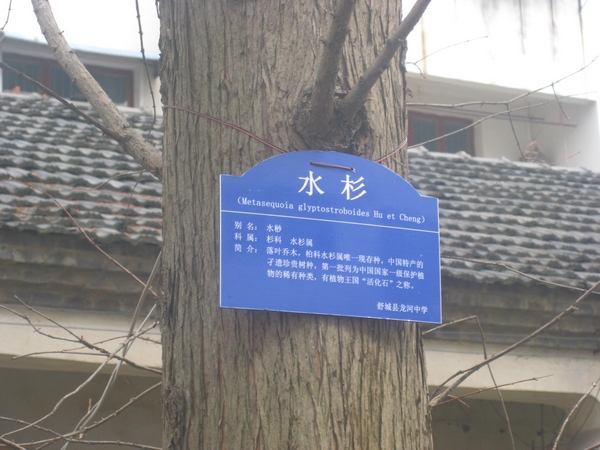 水杉
(Metasequoia glyptostroboides Hu et Cheng)
别名: 水桫
科属: 杉科 水杉属
简介: 落叶乔木，柏科水杉属唯一现存种，中国特产的
孑遗珍贵树种，第一批列为中国国家一级保护植
物的稀有种类，有植物王国“活化石”之称。
舒城县龙河中学